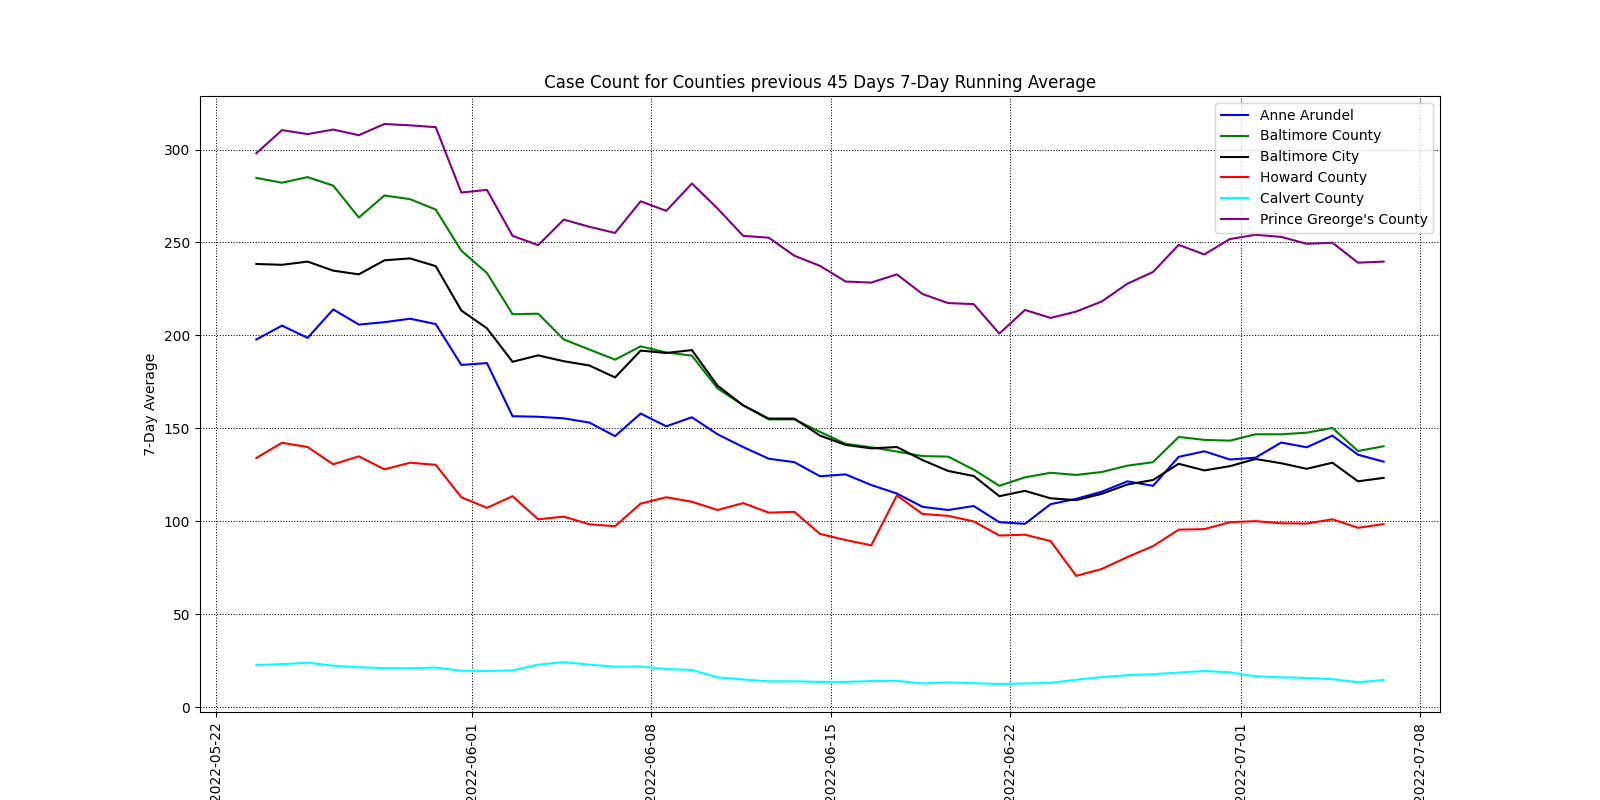 Case Count for Counties previous 45 Days 7-Day Running Average
Anne Arundel
Baltimore County
Baltimore City
Howard County
Calvert County
Prince Greorge's County
7-Day Average
300
250
200
150
100
50
0
2022-05-22
2022-06-01
2022-06-08
2022-06-15
2022-06-22
2022-07-01
2022-07-08